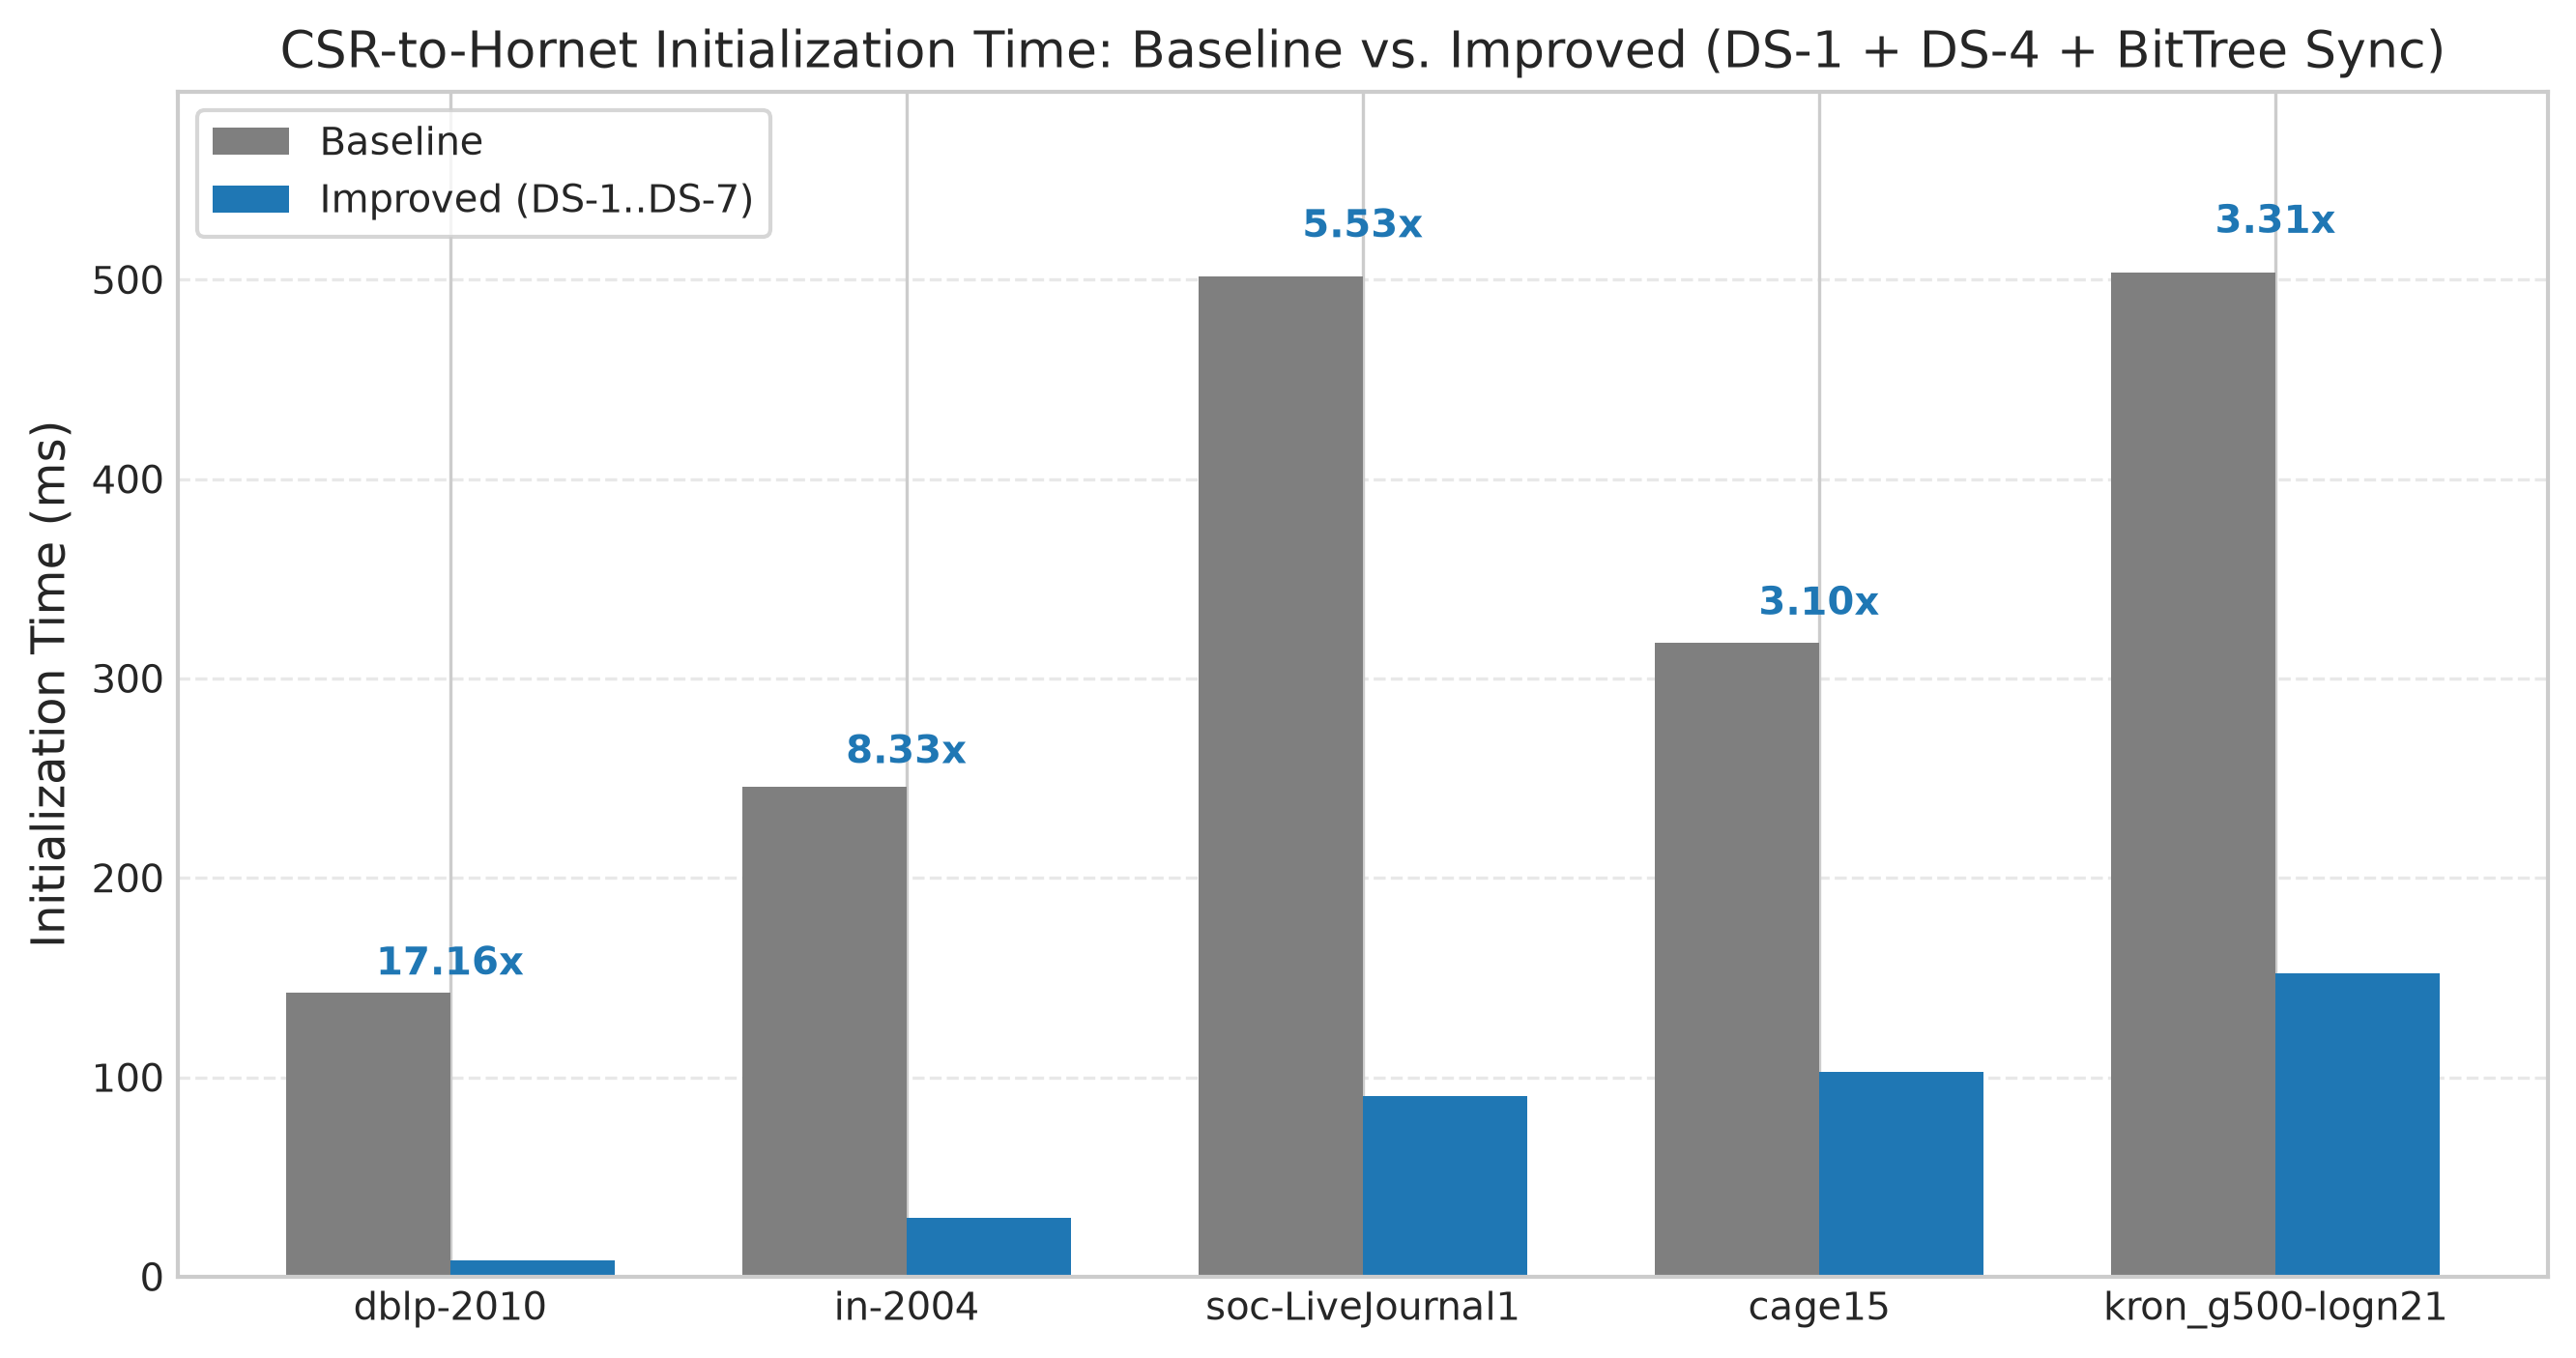 CSR-to-Hornet Initialization Time: Baseline vs. Improved (DS-1 + DS-4 + BitTree Sync)
Baseline
Improved (DS-1..DS-7)
Initialization Time (ms)
500
400
300
200
100
0
17.16x
8.33x
5.53x
3.10x
3.31x
dblp-2010
in-2004
soc-LiveJournal1
cage15
kron_g500-logn21